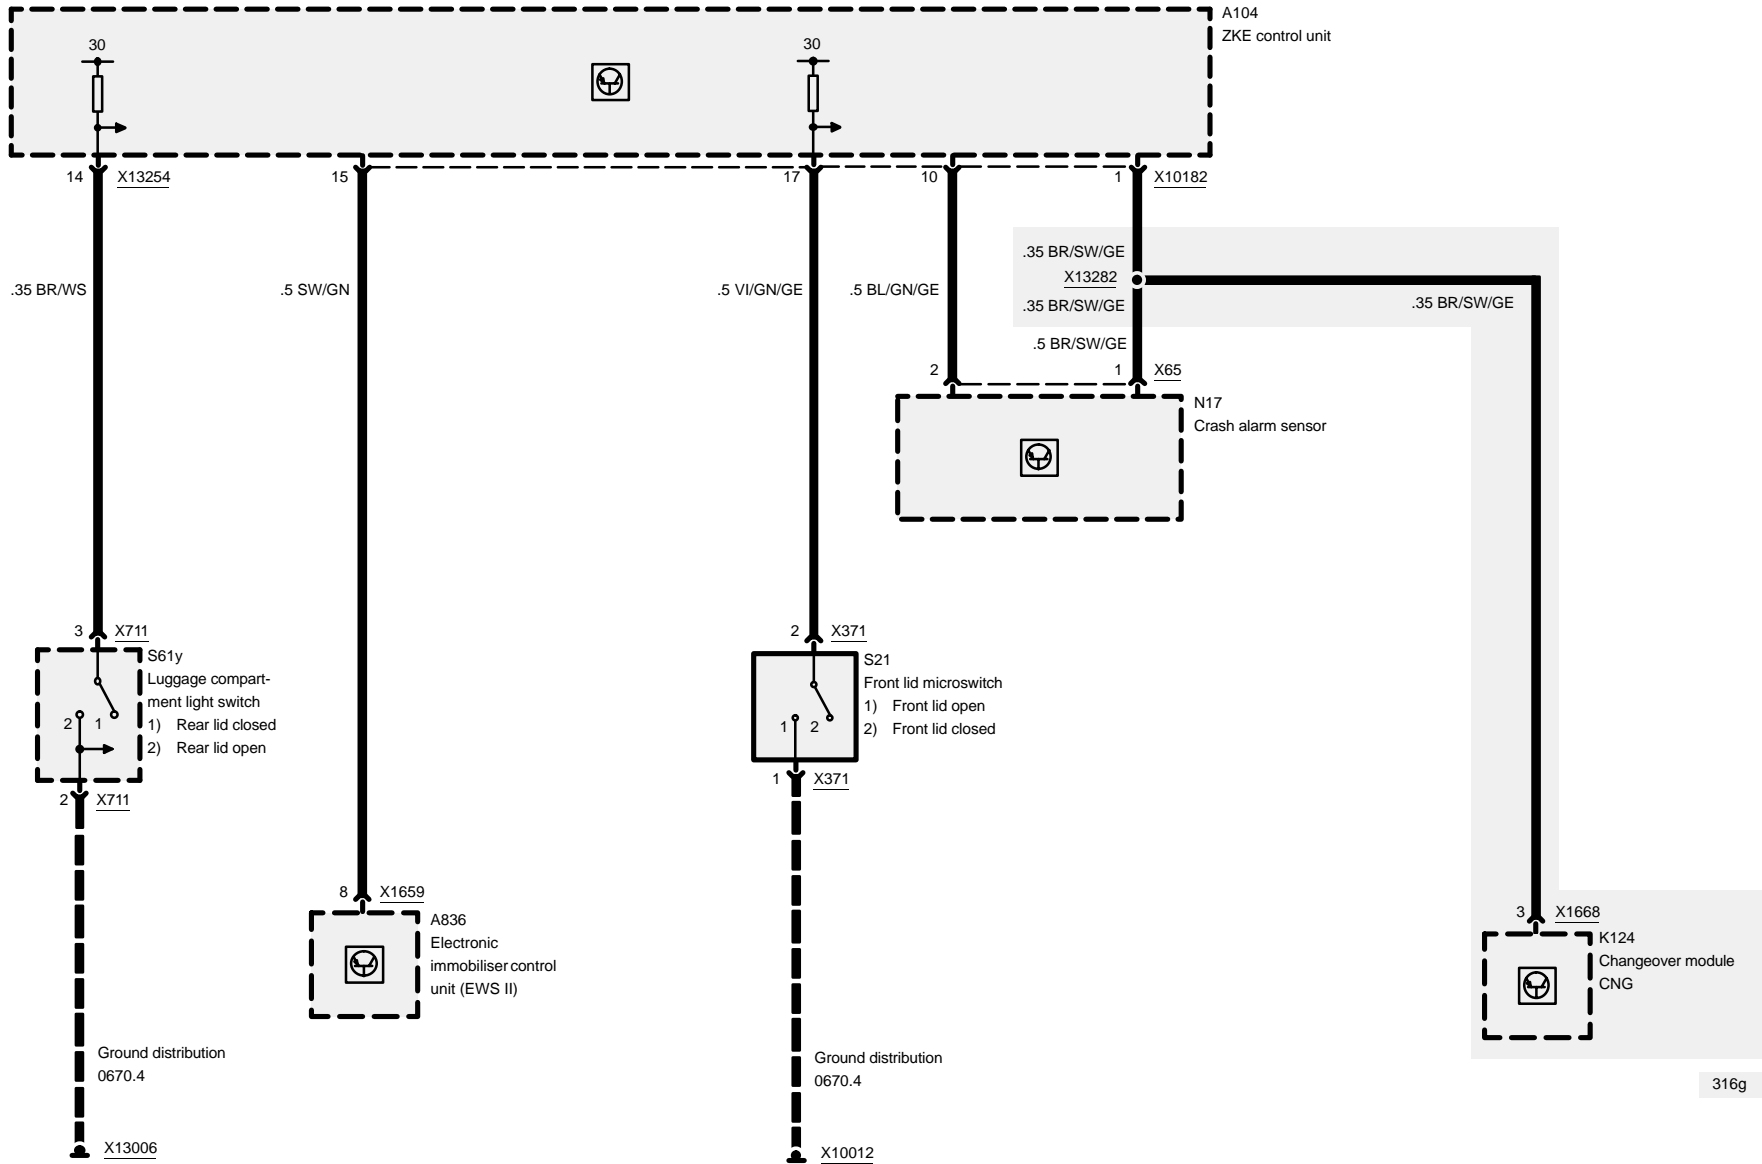 A104
ZKE control unit
30
30
14 X13254
15
17
10
1 X10182
.35 BR/WS
.5 SW/GN
.5 VI/GN/GE
.5 BL/GN/GE
.35 BR/SW/GE
X13282
.35 BR/SW/GE
.35 BR/SW/GE
.5 BR/SW/GE
2
1 X65
N17
Crash alarm sensor
3 X711
S61y
Luggage compart-
ment light switch
1) Rear lid closed
2) Rear lid open
2 1
2 X711
2 X371
S21
Front lid microswitch
1) Front lid open
2) Front lid closed
1 2
1 X371
8 X1659
A836
Electronic
immobiliser control
unit (EWS II)
3 X1668
K124
Changeover module
CNG
Ground distribution
0670.4
Ground distribution
0670.4
316g
X13006
X10012